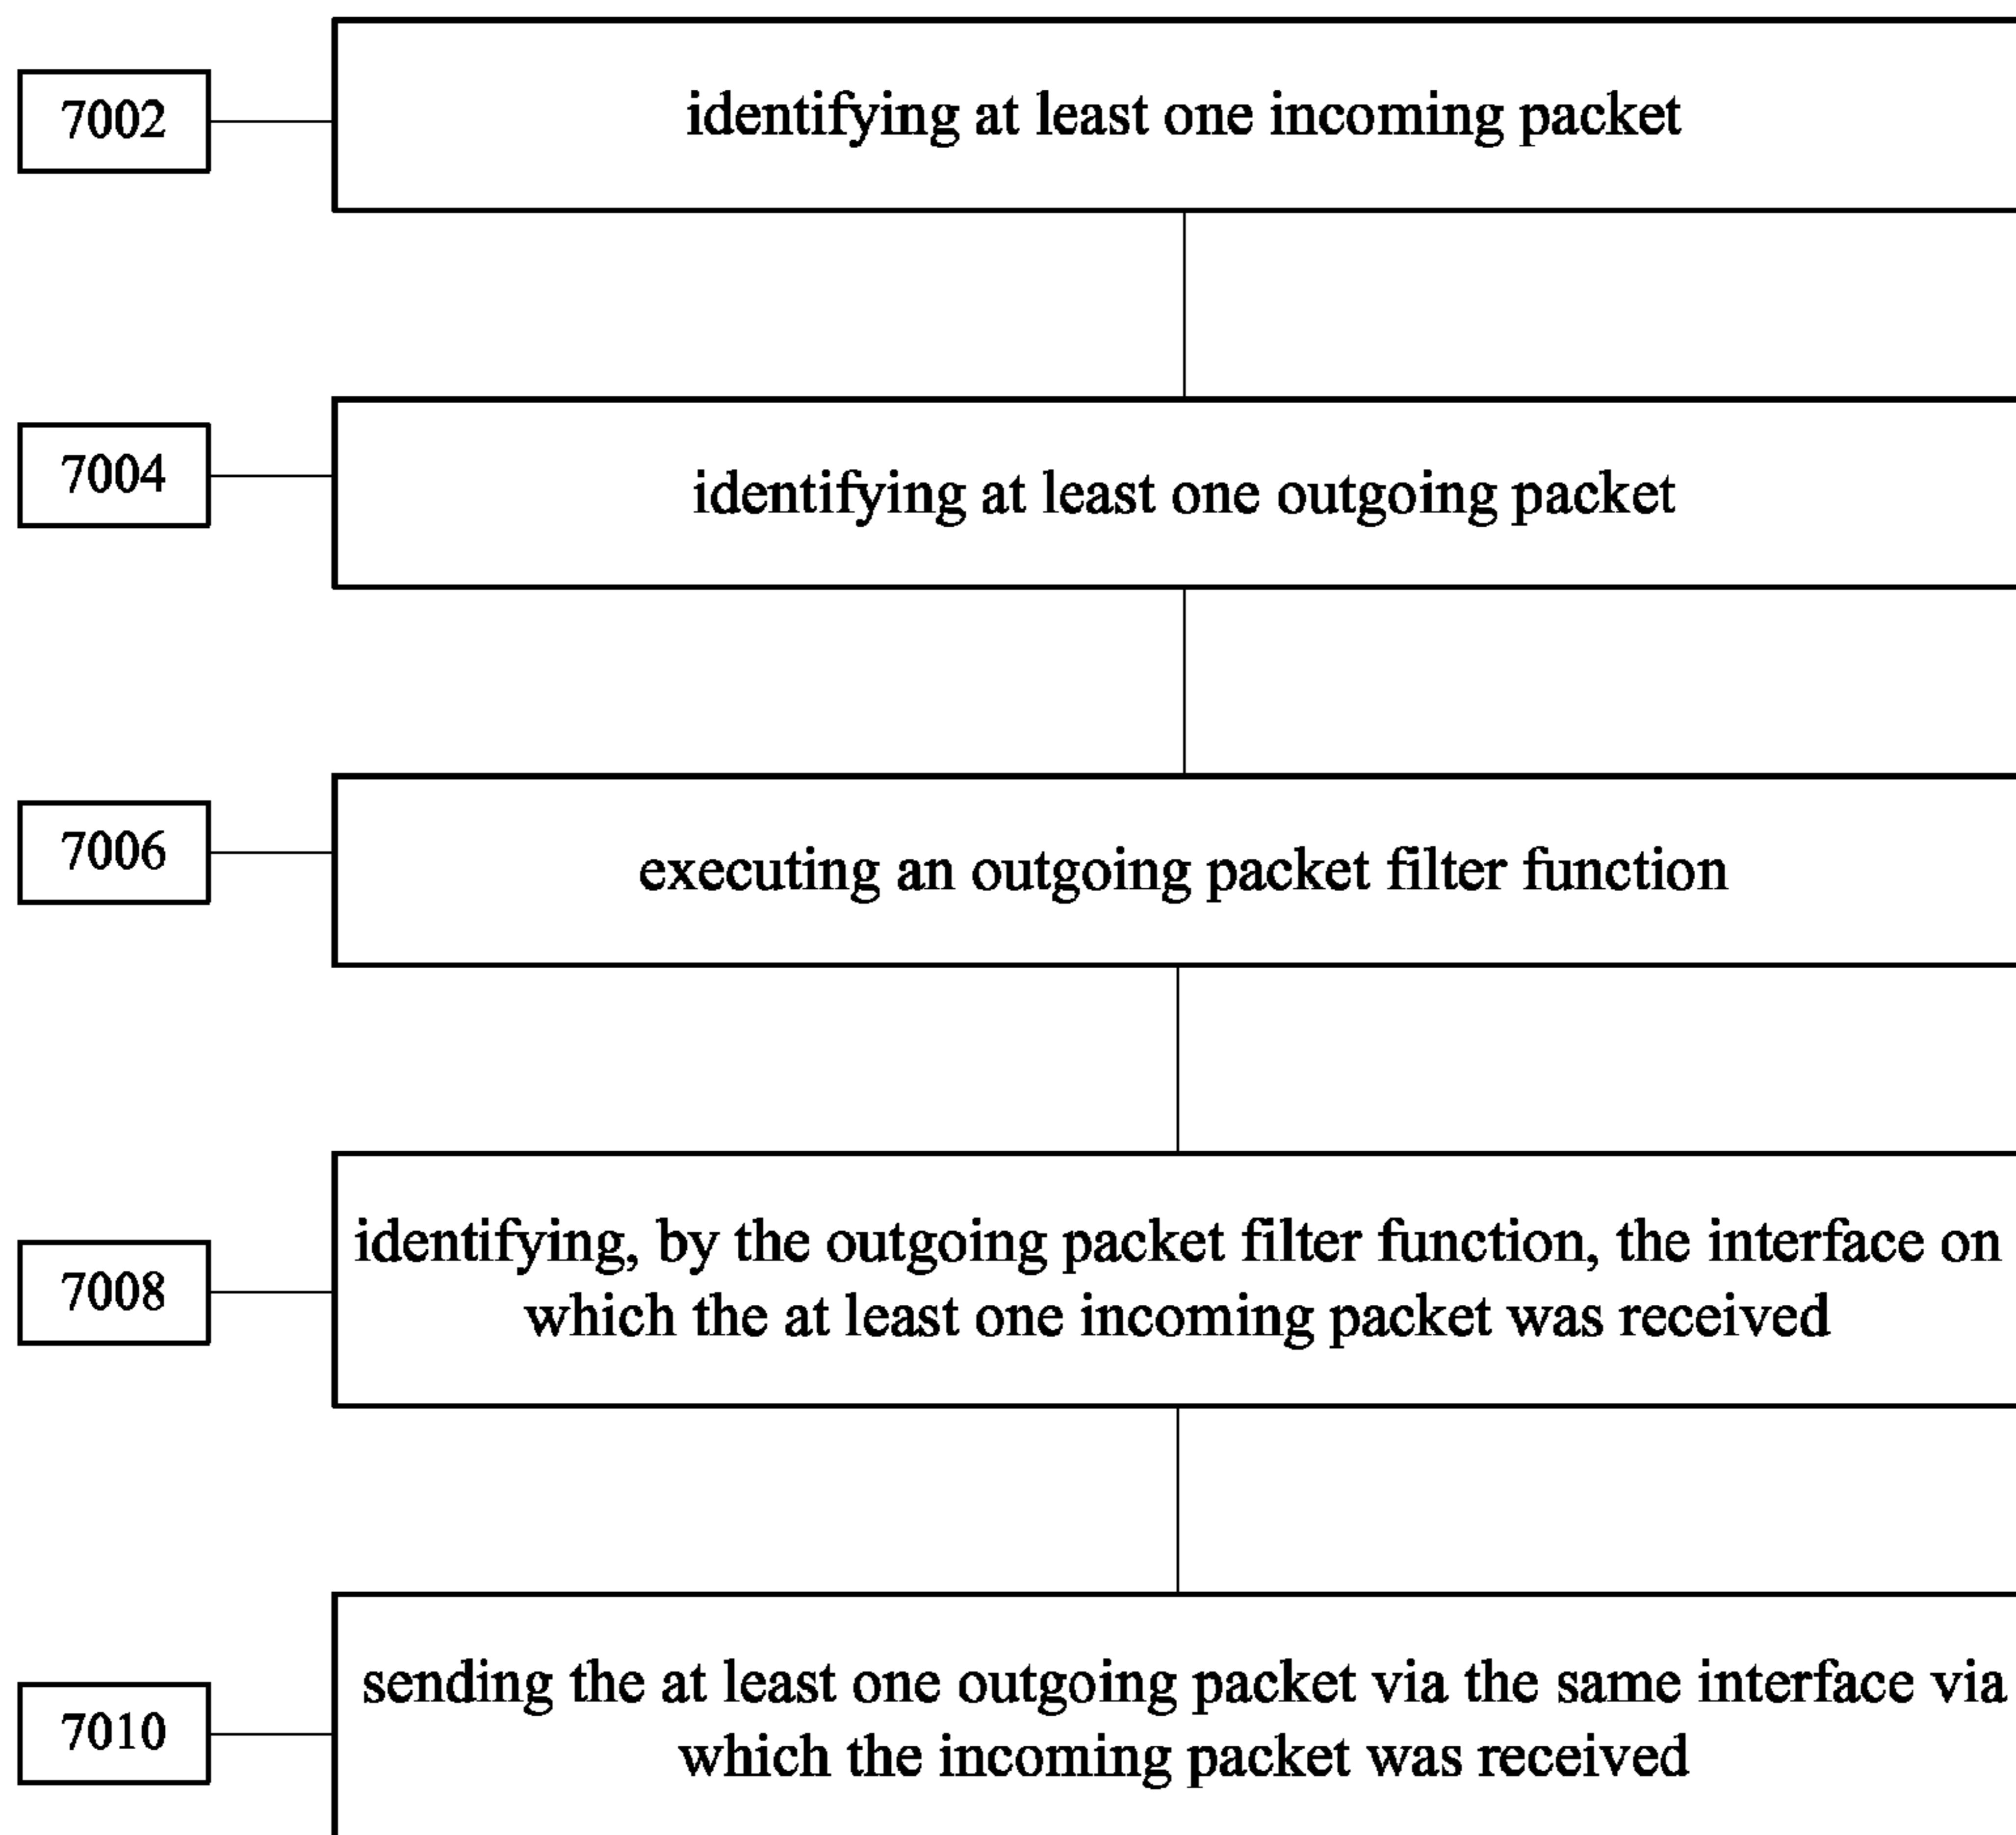 7002
identifying at least one incoming packet
7004
identifying at least one outgoing packet
7006
executing an outgoing packet filter function
7008
identifying, by the outgoing packet filter function, the interface on
which the at least one incoming packet was received
7010
sending the at least one outgoing packet via the same interface via
which the incoming packet was received